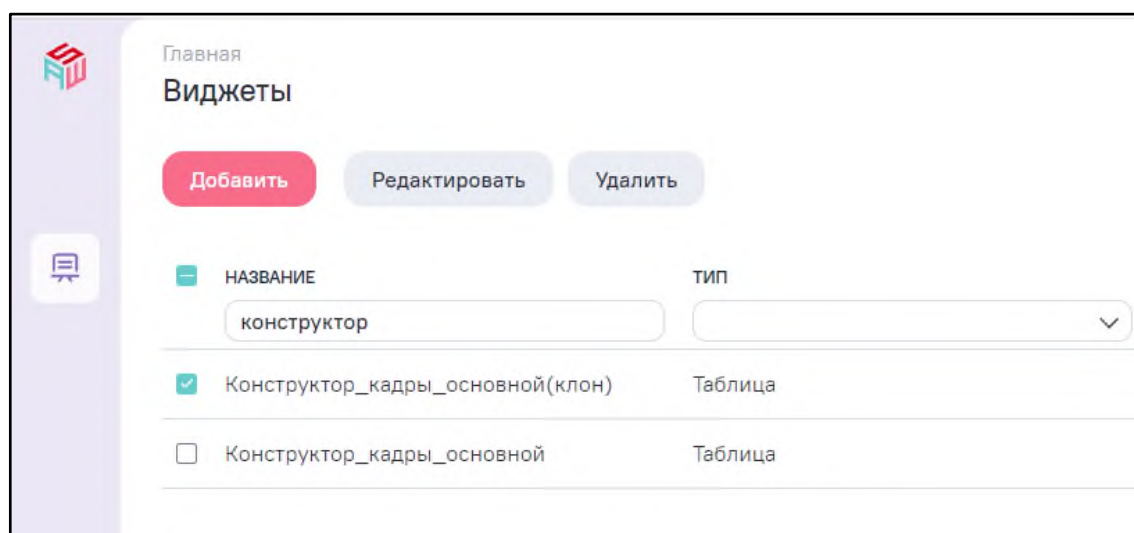 Главная
Виджеты
Добавить Редактировать Удалить
НАЗВАНИЕ ТИП
конструктор
Конструктор_кадры_основной(клон) Таблица
Конструктор_кадры_основной Таблица